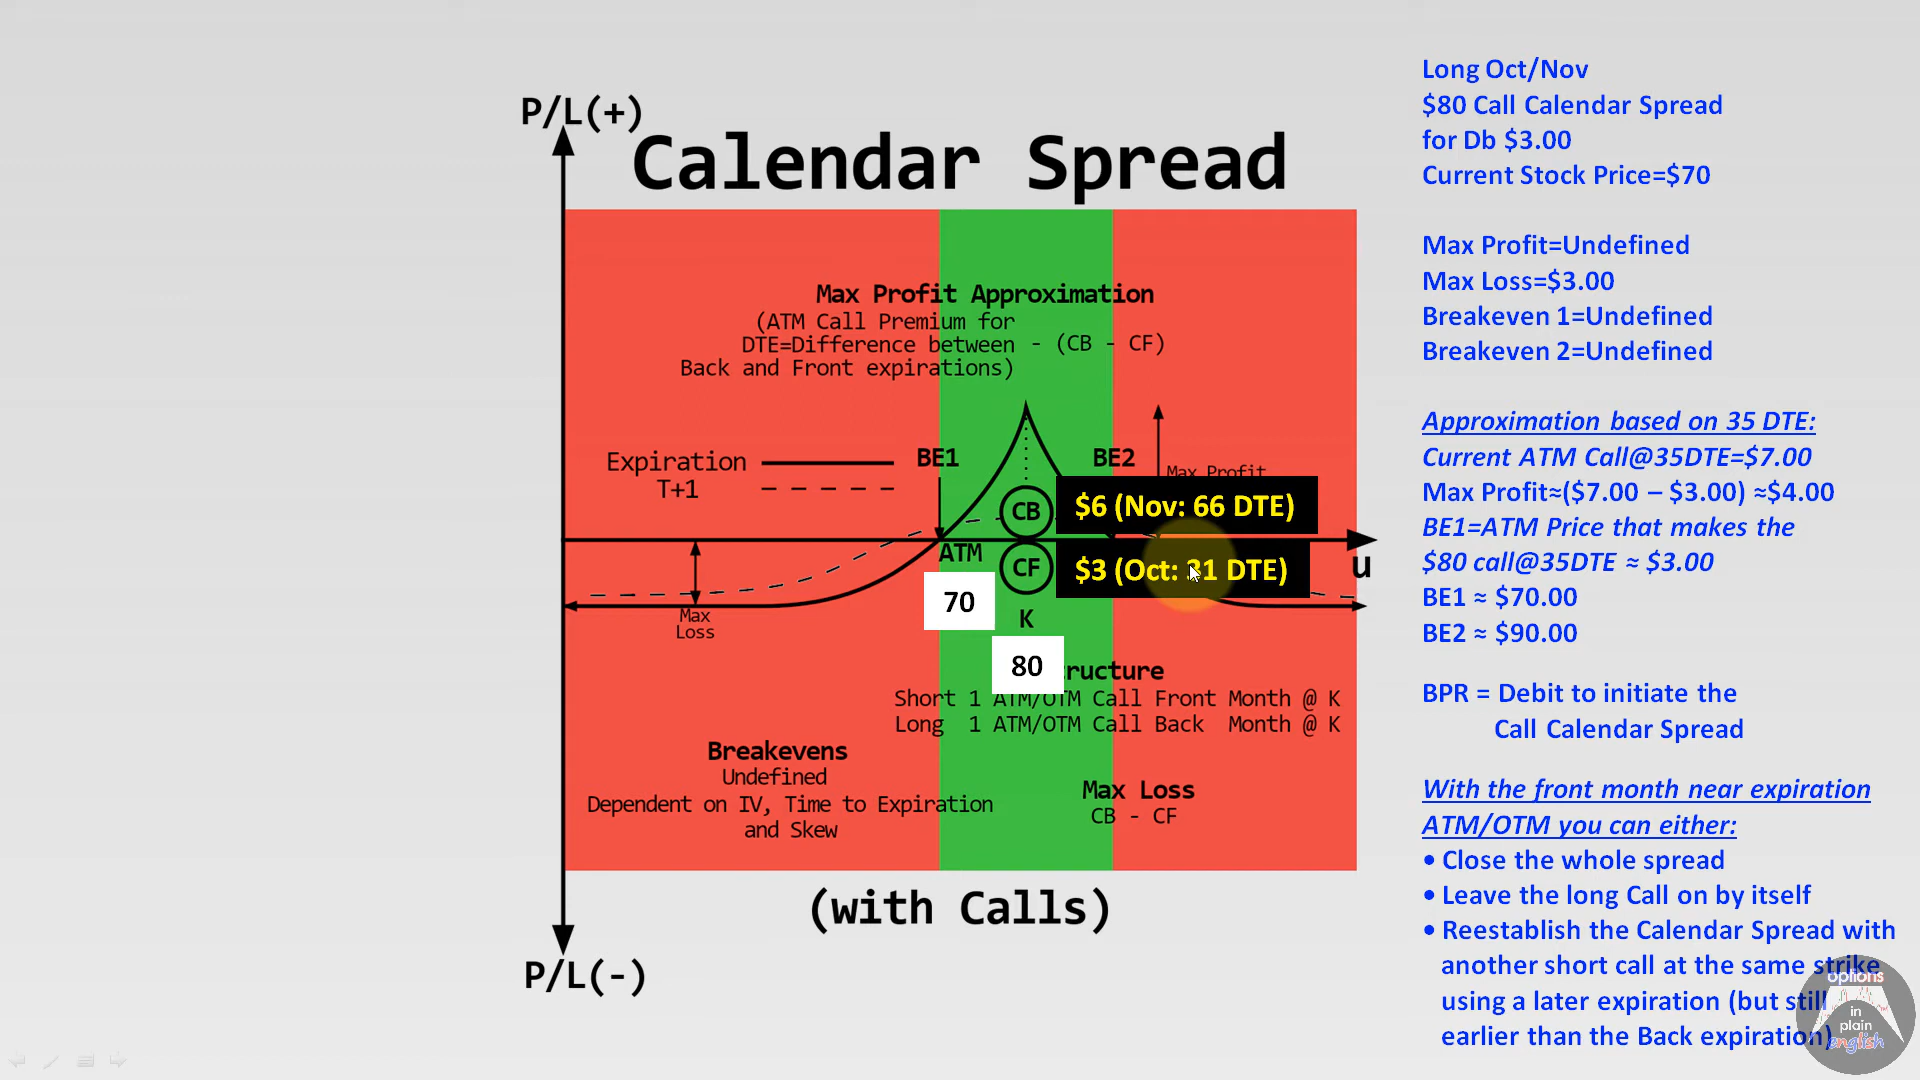 P/L(+)
Calendar Spread
Max Profit Approximation
(ATM Call Premium for
DTE=Difference between
Back and Front expirations)
- (CB - CF)
Expiration
T+1
BE1
BE2
Max Profit
CB
$6 (Nov: 66 DTE)
ATM
CF
$3 (Oct: 31 DTE)
u
70
K
Max
Loss
80
ructure
Short 1 ATM/OTM Call Front Month @ K
Long 1 ATM/OTM Call Back Month @ K
Breakevens
Undefined
Dependent on IV, Time to Expiration
and Skew
Max Loss
CB - CF
(with Calls)
P/L(-)
Long Oct/Nov
$80 Call Calendar Spread
for Db $3.00
Current Stock Price=$70
Max Profit=Undefined
Max Loss=$3.00
Breakeven 1=Undefined
Breakeven 2=Undefined
Approximation based on 35 DTE:
Current ATM Call@35DTE=$7.00
Max Profit≈($7.00 – $3.00) ≈$4.00
BE1=ATM Price that makes the
$80 call@35DTE ≈ $3.00
BE1 ≈ $70.00
BE2 ≈ $90.00
BPR = Debit to initiate the
Call Calendar Spread
With the front month near expiration
ATM/OTM you can either:
• Close the whole spread
• Leave the long Call on by itself
• Reestablish the Calendar Spread with
another short call at the same strike
using a later expiration (but still
earlier than the Back expiration)
options
in
plain
english